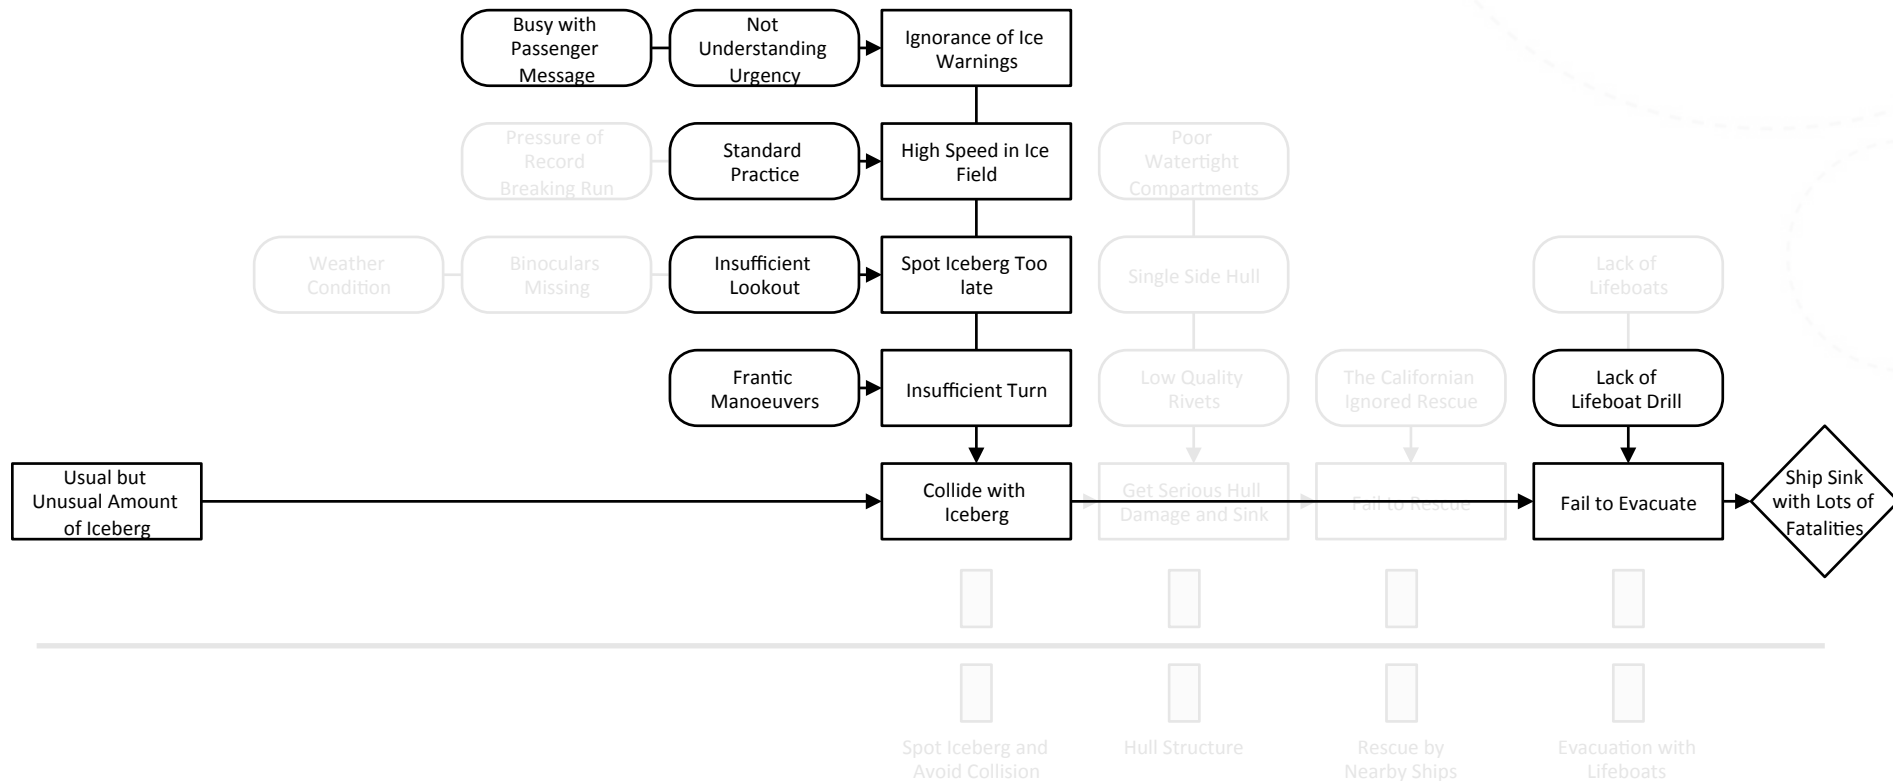 Busy with
Passenger
Message
Not
Understanding
Urgency
Ignorance of Ice
Warnings
Pressure of
Record
Breaking Run
Standard
Practice
High Speed in Ice
Field
Poor
Watertight
Compartments
Weather
Condition
Binoculars
Missing
Insufficient
Lookout
Spot Iceberg Too
late
Single Side Hull
Lack of
Lifeboats
Frantic
Manoeuvers
Insufficient Turn
Low Quality
Rivets
The Californian
Ignored Rescue
Lack of
Lifeboat Drill
Usual but
Unusual Amount
of Iceberg
Collide with
Iceberg
Get Serious Hull
Damage and Sink
Fail to Rescue
Fail to Evacuate
Ship Sink
with Lots of
Fatalities
Spot Iceberg and
Avoid Collision
Hull Structure
Rescue by
Nearby Ships
Evacuation with
Lifeboats